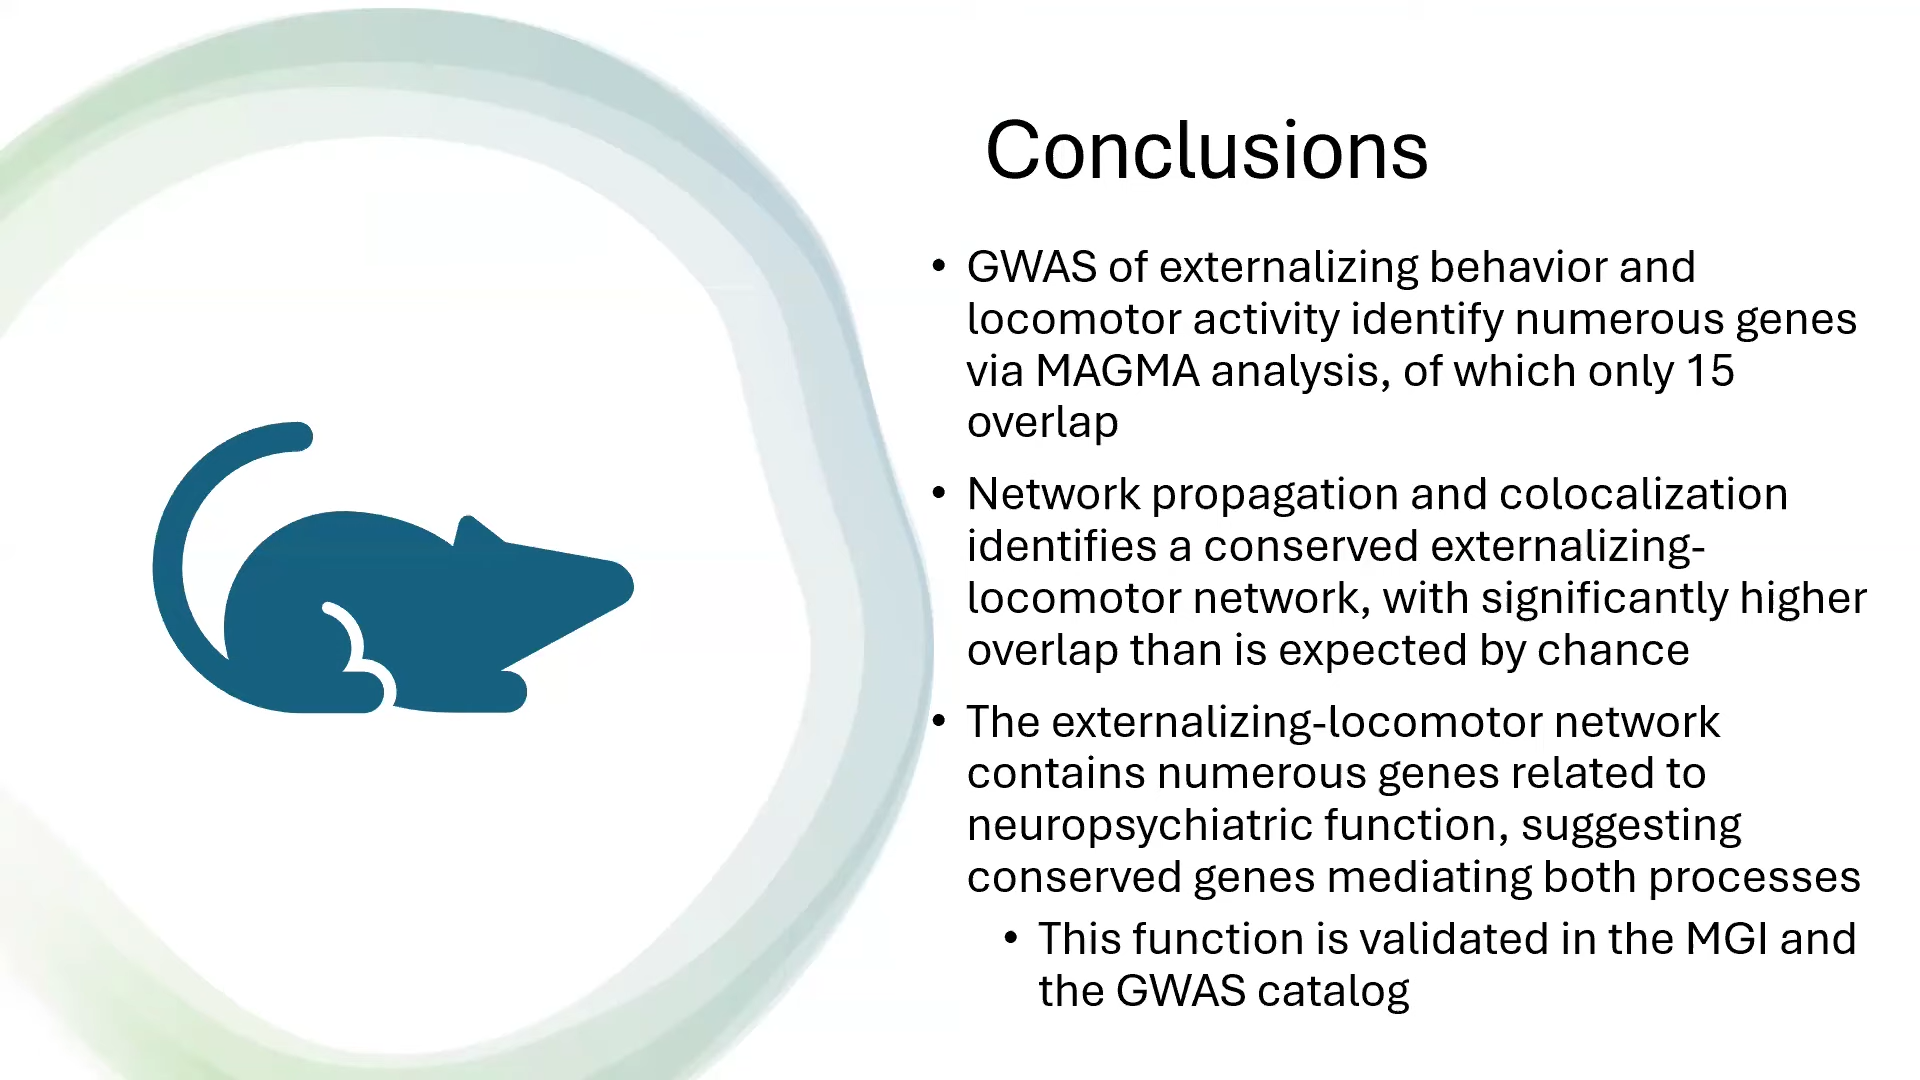 Conclusions
• GWAS of externalizing behavior and
locomotor activity identify numerous genes
via MAGMA analysis, of which only 15
overlap
• Network propagation and colocalization
identifies a conserved externalizing-
locomotor network, with significantly higher
overlap than is expected by chance
• The externalizing-locomotor network
contains numerous genes related to
neuropsychiatric function, suggesting
conserved genes mediating both processes
• This function is validated in the MGI and
the GWAS catalog